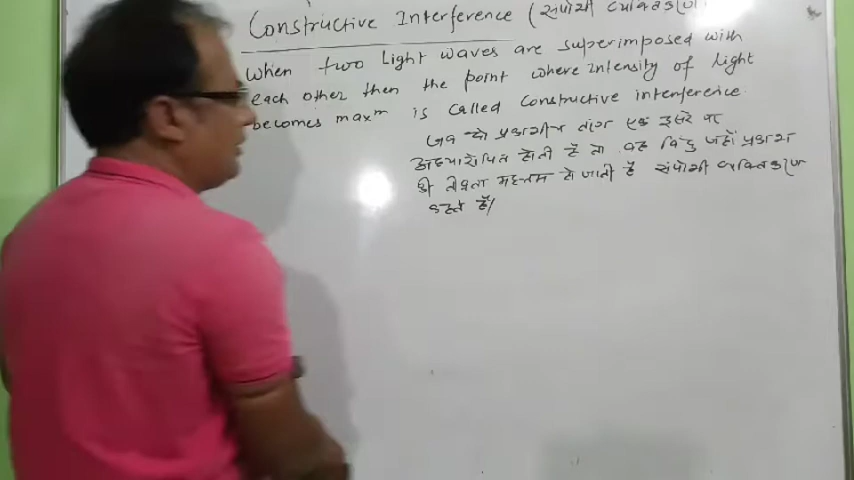 Constructive Interference (संपोषी व्यतिकरण)
When two Light waves are superimposed with
each other then the point where intensity of light
becomes maxᵐ is called constructive interference.
जब दो प्रकाशीय तरंग एक दूसरे पर
अध्यारोपित होती है तो वह बिंदु जहाँ प्रकाश
की तीव्रता महत्तम हो जाती है संपोषी व्यतिकरण
कहते हैं/